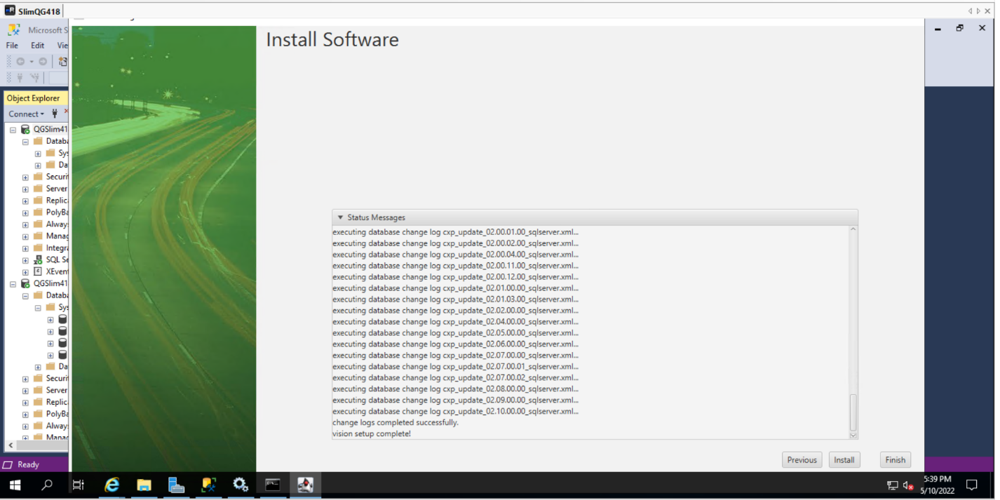 SlimQG418
Microsoft S
File Edit Vie
Install Software
Object Explorer
Connect
QGSlim41
Databa
Sys
Da
Securit
Server
Replic
PolyBa
Always
Manag
Integra
SQL Se
XEvent
QGSlim41
Databa
Sys
Da
Securit
Server
Replic
PolyBa
Always
Manag
Status Messages
executing database change log cxp_update_02.00.01.00_sqlserver.xml...
executing database change log cxp_update_02.00.02.00_sqlserver.xml...
executing database change log cxp_update_02.00.04.00_sqlserver.xml...
executing database change log cxp_update_02.00.11.00_sqlserver.xml...
executing database change log cxp_update_02.00.12.00_sqlserver.xml...
executing database change log cxp_update_02.01.00.00_sqlserver.xml...
executing database change log cxp_update_02.01.03.00_sqlserver.xml...
executing database change log cxp_update_02.02.00.00_sqlserver.xml...
executing database change log cxp_update_02.04.00.00_sqlserver.xml...
executing database change log cxp_update_02.05.00.00_sqlserver.xml...
executing database change log cxp_update_02.06.00.00_sqlserver.xml...
executing database change log cxp_update_02.07.00.00_sqlserver.xml...
executing database change log cxp_update_02.07.00.01_sqlserver.xml...
executing database change log cxp_update_02.07.00.02_sqlserver.xml...
executing database change log cxp_update_02.08.00.00_sqlserver.xml...
executing database change log cxp_update_02.09.00.00_sqlserver.xml...
executing database change log cxp_update_02.10.00.00_sqlserver.xml...
change logs completed successfully.
vision setup complete!
Previous Install Finish
Ready
5:39 PM
5/10/2022